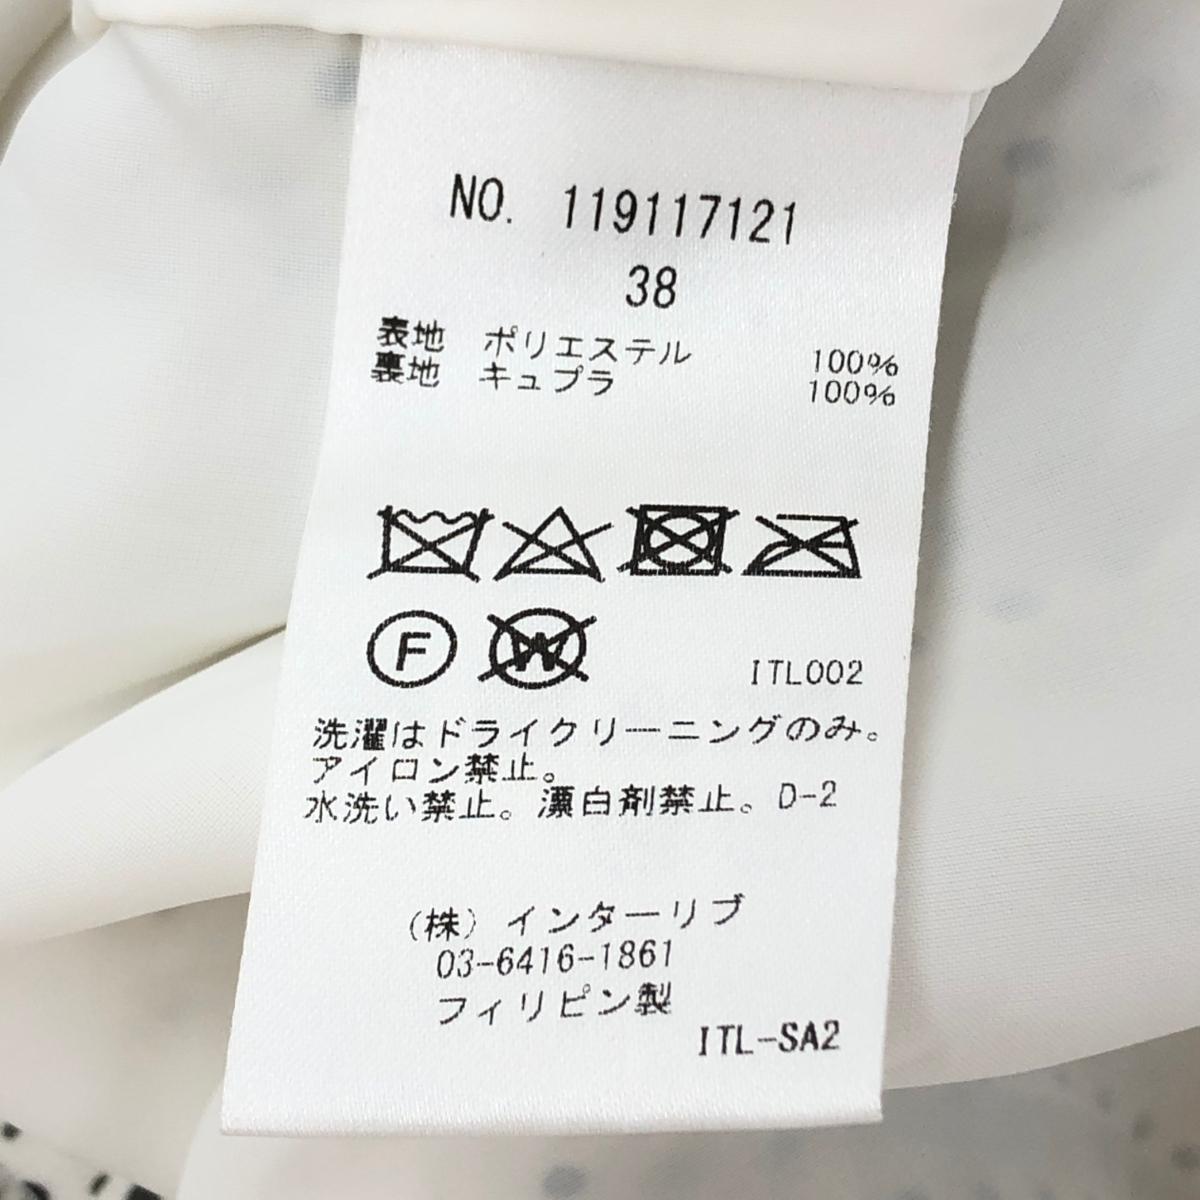 NO. 119117121
38
表地 ポリエステル 100%
裏地 キュプラ 100%
F W
ITL002
洗濯はドライクリーニングのみ。
アイロン禁止。
水洗い禁止。漂白剤禁止。D-2
(株)インターリブ
03-6416-1861
フィリピン製
ITL-SA2